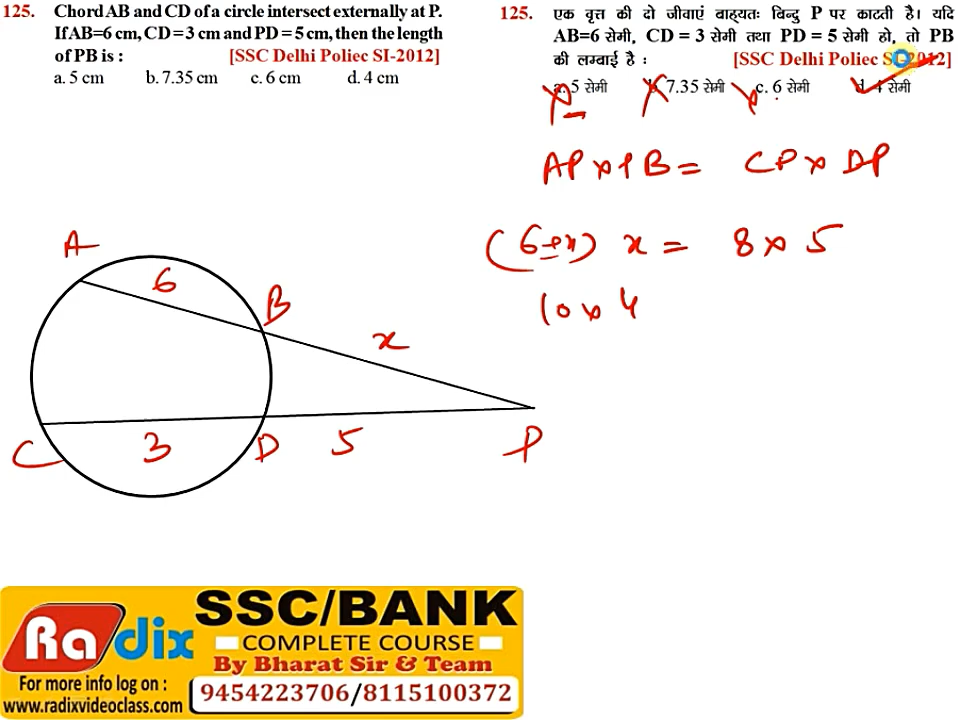 125. Chord AB and CD of a circle intersect externally at P.
If AB=6 cm, CD = 3 cm and PD = 5 cm, then the length
of PB is : [SSC Delhi Poliec SI-2012]
a. 5 cm b. 7.35 cm c. 6 cm d. 4 cm
125. एक वृत्त की दो जीवाएं बाह्यतः बिन्दु P पर काटती है। यदि
AB=6 सेमी, CD = 3 सेमी तथा PD = 5 सेमी हो, तो PB
की लम्बाई है : [SSC Delhi Poliec SI-2012]
a. 5 सेमी b. 7.35 सेमी c. 6 सेमी d. 4 सेमी
AP × PB = CP × DP
(6+x) x = 8 × 5
10 × 4
A
6
B
x
C
3
D
5
P
Radix
For more info log on :
www.radixvideoclass.com
SSC/BANK
COMPLETE COURSE
By Bharat Sir & Team
9454223706/8115100372